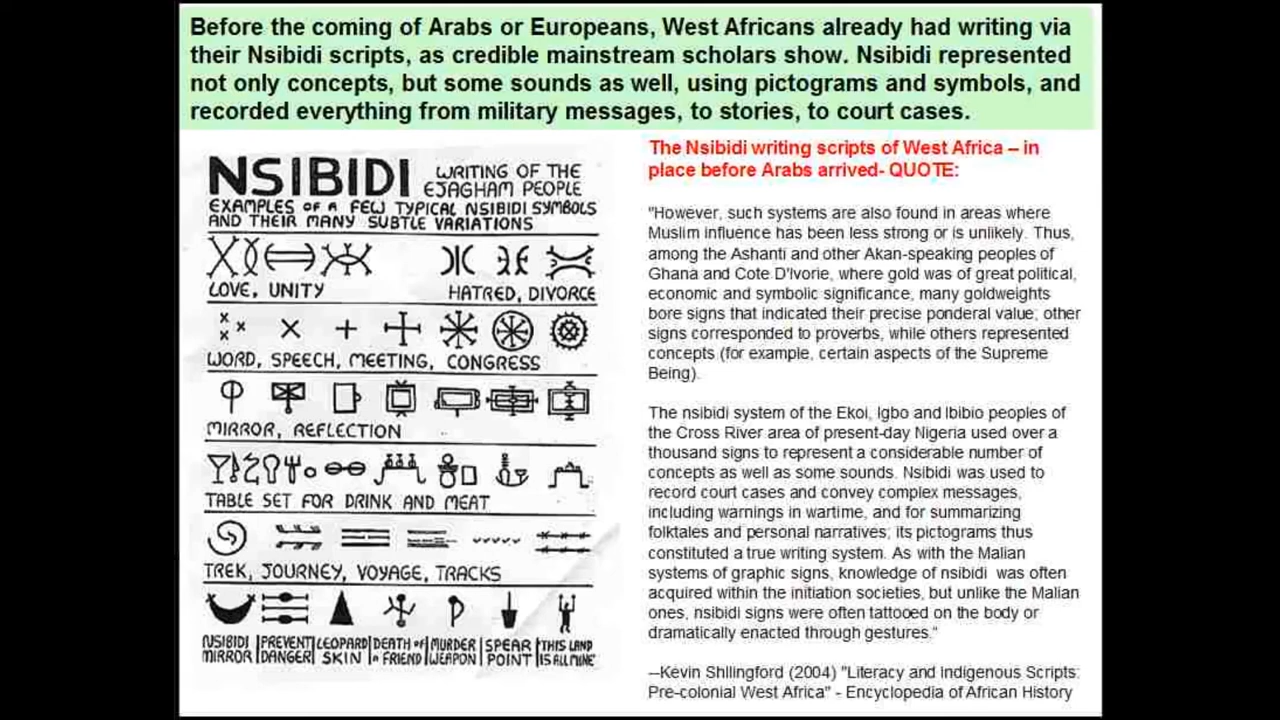 Before the coming of Arabs or Europeans, West Africans already had writing via
their Nsibidi scripts, as credible mainstream scholars show. Nsibidi represented
not only concepts, but some sounds as well, using pictograms and symbols, and
recorded everything from military messages, to stories, to court cases.
NSIBIDI WRITING OF THE
EJAGHAM PEOPLE
EXAMPLES OF A FEW TYPICAL NSIBIDI SYMBOLS
AND THEIR MANY SUBTLE VARIATIONS
LOVE, UNITY HATRED, DIVORCE
WORD, SPEECH, MEETING, CONGRESS
MIRROR, REFLECTION
TABLE SET FOR DRINK AND MEAT
TREK, JOURNEY, VOYAGE, TRACKS
NSIBIDI MIRROR
PREVENT DANGER
LEOPARD SKIN
DEATH OF A FRIEND
MURDER WEAPON
SPEAR POINT
THIS LAND IS ALL MINE
The Nsibidi writing scripts of West Africa – in
place before Arabs arrived- QUOTE:
"However, such systems are also found in areas where
Muslim influence has been less strong or is unlikely. Thus,
among the Ashanti and other Akan-speaking peoples of
Ghana and Cote D'Ivorie, where gold was of great political,
economic and symbolic significance, many goldweights
bore signs that indicated their precise ponderal value; other
signs corresponded to proverbs, while others represented
concepts (for example, certain aspects of the Supreme
Being).
The nsibidi system of the Ekoi, Igbo and Ibibio peoples of
the Cross River area of present-day Nigeria used over a
thousand signs to represent a considerable number of
concepts as well as some sounds. Nsibidi was used to
record court cases and convey complex messages,
including warnings in wartime, and for summarizing
folktales and personal narratives; its pictograms thus
constituted a true writing system. As with the Malian
systems of graphic signs, knowledge of nsibidi was often
acquired within the initiation societies, but unlike the Malian
ones, nsibidi signs were often tattooed on the body or
dramatically enacted through gestures."
--Kevin Shilingford (2004) "Literacy and Indigenous Scripts:
Pre-colonial West Africa" - Encyclopedia of African History